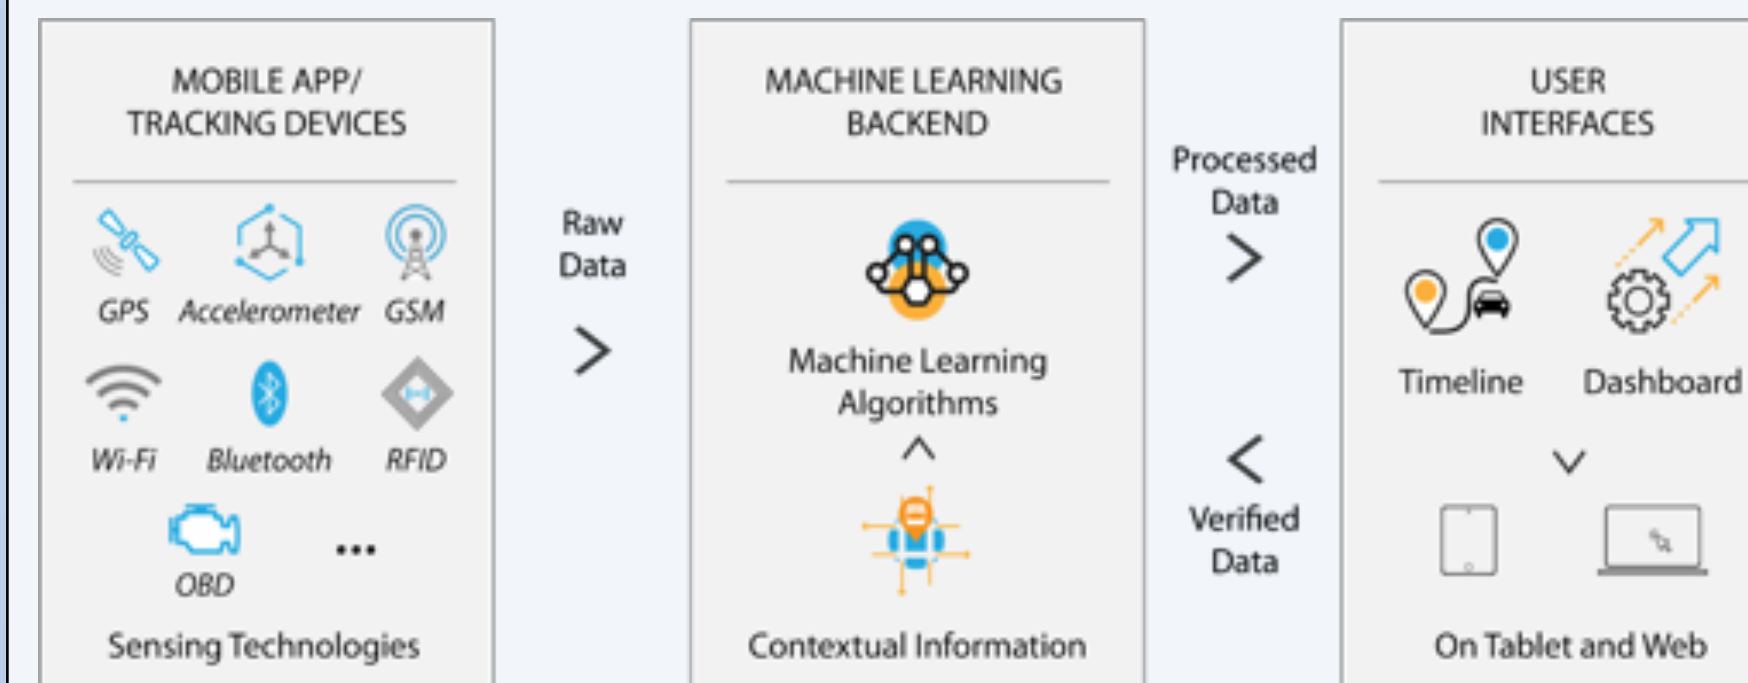 MOBILE APP/
TRACKING DEVICES
GPS Accelerometer GSM
Wi-Fi Bluetooth RFID
OBD ...
Sensing Technologies
Raw
Data
MACHINE LEARNING
BACKEND
Machine Learning
Algorithms
Contextual Information
Processed
Data
Verified
Data
USER
INTERFACES
Timeline Dashboard
On Tablet and Web